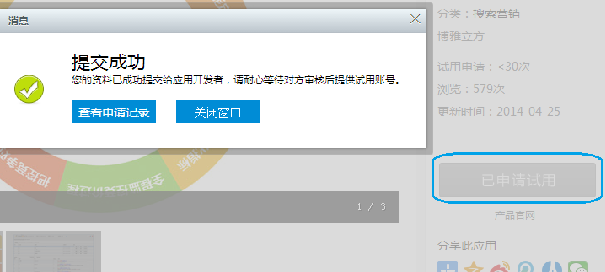 消息
提交成功
您的资料已成功提交给应用开发者，请耐心等待对方审核后提供试用账号。
查看申请记录
关闭窗口
分类：搜索营销
博雅立方
试用申请：<30次
浏览：579次
更新时间：2014-04-25
已申请试用
产品官网
分享此应用
1 / 3